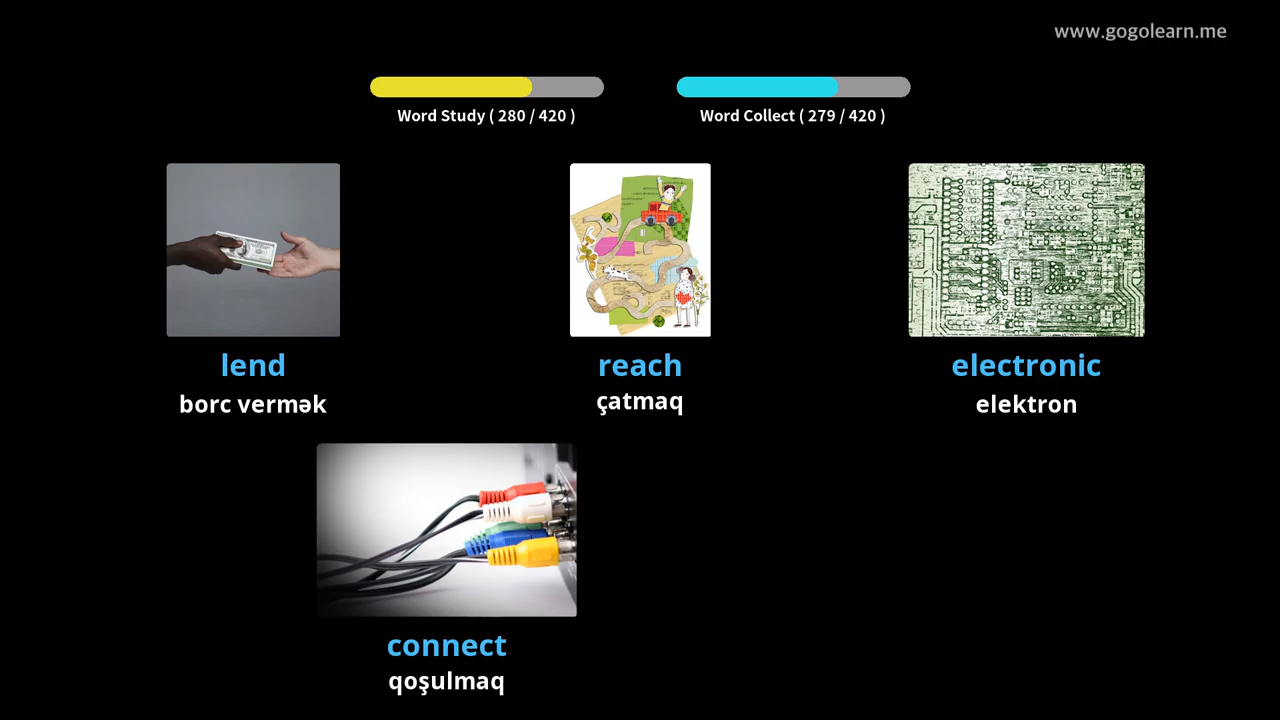 www.gogolearn.me
Word Study ( 280 / 420 )
Word Collect ( 279 / 420 )
lend
borc vermək
reach
çatmaq
electronic
elektron
connect
qoşulmaq